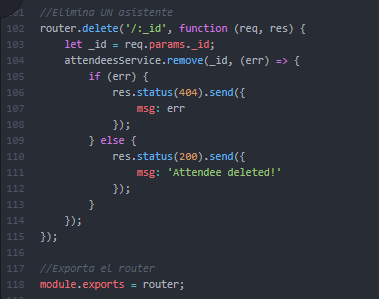 101 //Elimina UN asistente
102 router.delete('/:_id', function (req, res) {
103     let _id = req.params._id;
104     attendeesService.remove(_id, (err) => {
105         if (err) {
106             res.status(404).send({
107                 msg: err
108             });
109         } else {
110             res.status(200).send({
111                 msg: 'Attendee deleted!'
112             });
113         }
114     });
115 });
116
117 //Exporta el router
118 module.exports = router;